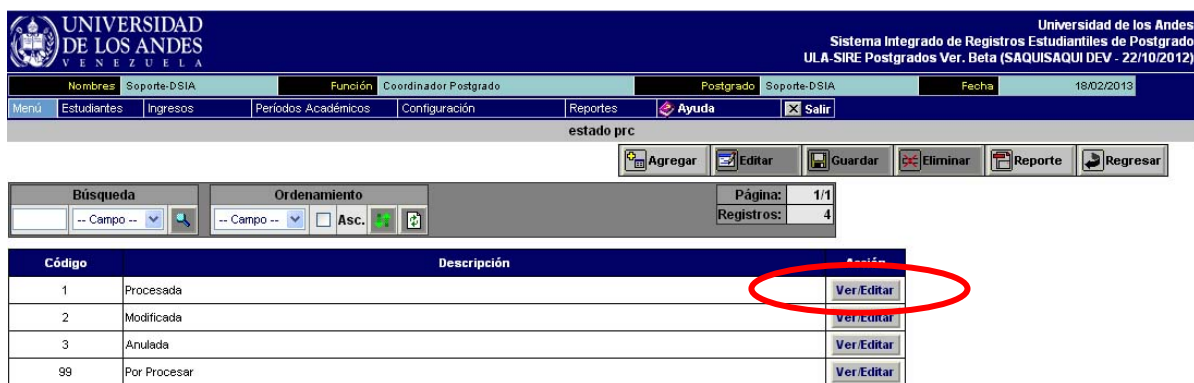 UNIVERSIDAD
DE LOS ANDES
VENEZUELA
Universidad de los Andes
Sistema Integrado de Registros Estudiantiles de Postgrado
ULA-SIRE Postgrados Ver. Beta (SAQUISAQUI DEV - 22/10/2012)
Nombres Soporte-DSIA Función Coordinador Postgrado Postgrado Soporte-DSIA Fecha 18/02/2013
Menú Estudiantes Ingresos Períodos Académicos Configuración Reportes Ayuda Salir
estado prc
Agregar Editar Guardar Eliminar Reporte Regresar
Búsqueda Ordenamiento Página: 1/1
-- Campo -- -- Campo -- Asc. Registros: 4
Código Descripción Acción
1 Procesada Ver/Editar
2 Modificada Ver/Editar
3 Anulada Ver/Editar
99 Por Procesar Ver/Editar